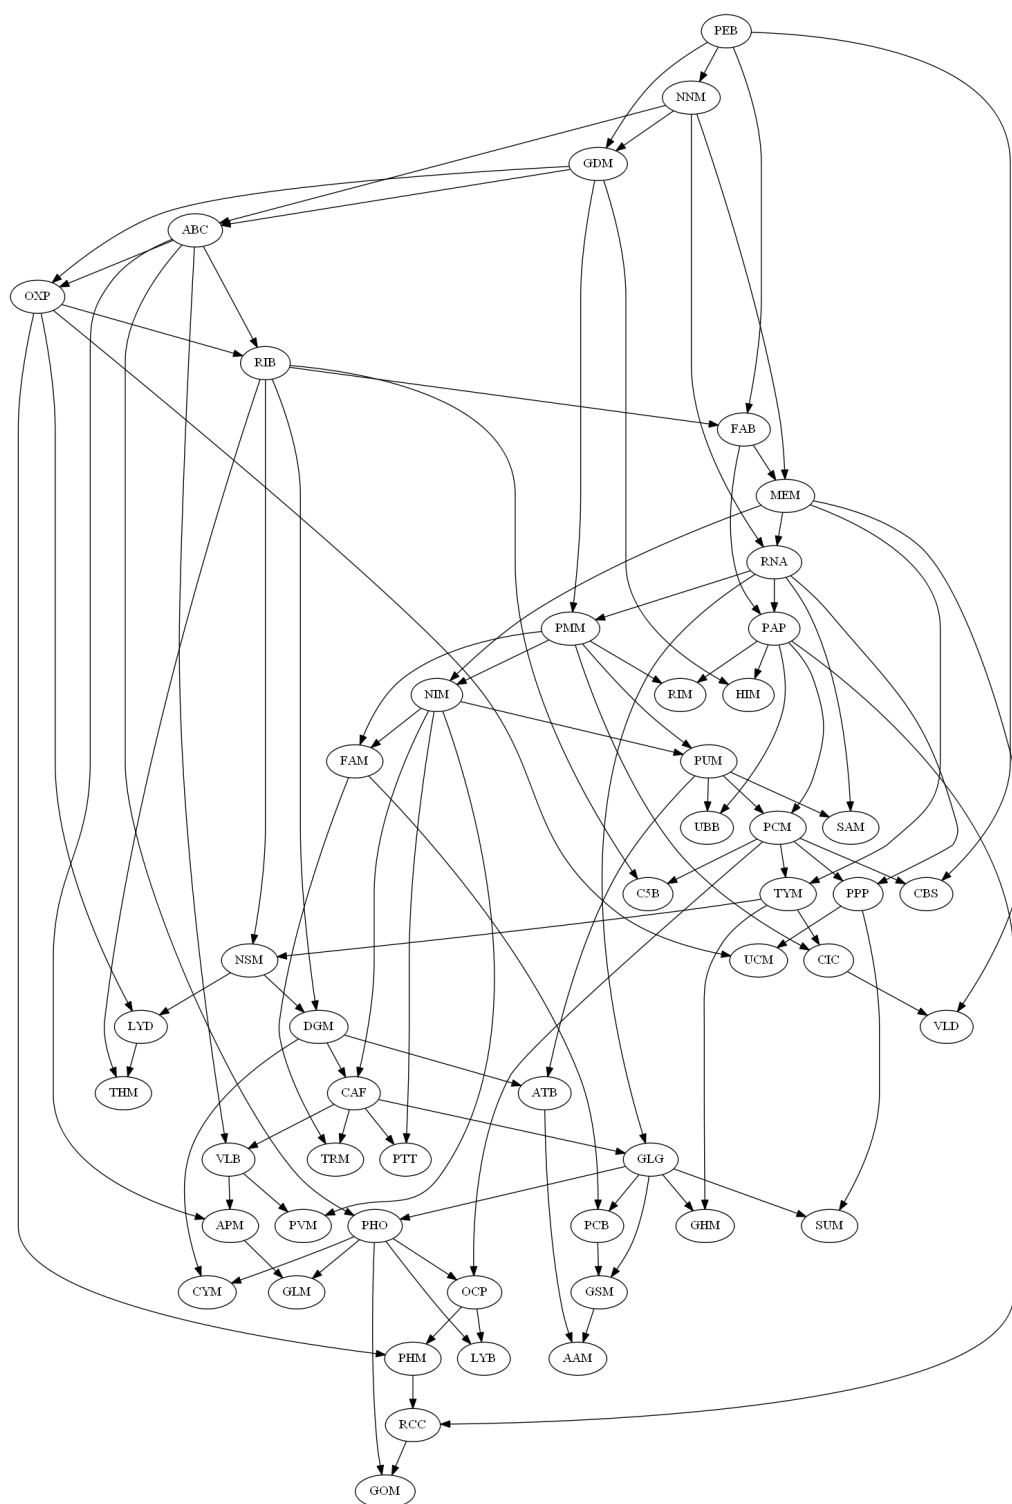 PEB
NNM
GDM
ABC
OXP
RIB
FAB
MEM
RNA
PMM
PAP
NIM
RIM
HIM
FAM
PUM
UBB
PCM
SAM
C5B
TYM
PPP
CBS
NSM
UCM
CIC
LYD
DGM
VLD
THM
CAF
ATB
VLB
TRM
PTT
GLG
APM
PVM
PHO
PCB
GHM
SUM
CYM
GLM
OCP
GSM
PHM
LYB
AAM
RCC
GOM